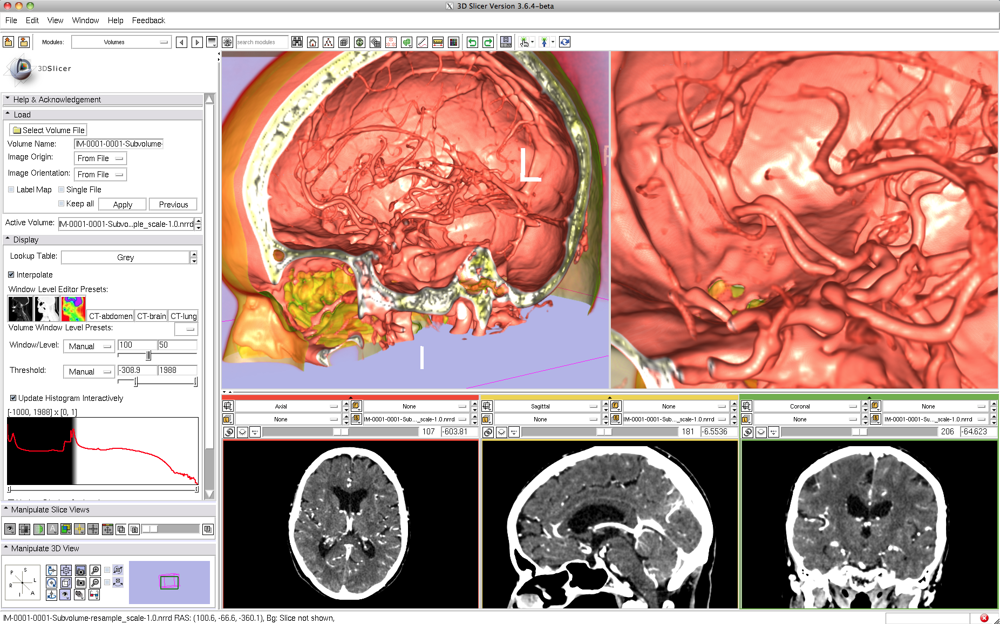 3D Slicer Version 3.6.4-beta
File Edit View Window Help Feedback
Modules: Volumes search modules
3DSlicer
Help & Acknowledgement
Load
Select Volume File
Volume Name: IM-0001-0001-Subvolume-
Image Origin: From File
Image Orientation: From File
Label Map Single File
Keep all Apply Previous
Active Volume: IM-0001-0001-Subvo...ple_scale-1.0.nrrd
Display
Lookup Table: Grey
Interpolate
Window Level Editor Presets:
CT-abdomen CT-brain CT-lung
Volume Window Level Presets:
Window/Level: Manual 100 50
Threshold: Manual -308.9 1988
Update Histogram Interactively
[-1000, 1988] x [0, 1]
Manipulate Slice Views
Manipulate 3D View
P S L R I A
L
I
Axial None
None IM-0001-0001-Sub..._scale-1.0.nrrd
107 -603.81
Sagittal None
None IM-0001-0001-Sub..._scale-1.0.nrrd
181 -6.5536
Coronal None
None IM-0001-0001-Su..._scale-1.0.nrrd
206 -64.623
IM-0001-0001-Subvolume-resample_scale-1.0.nrrd RAS: (100.6, -66.6, -360.1), Bg: Slice not shown,